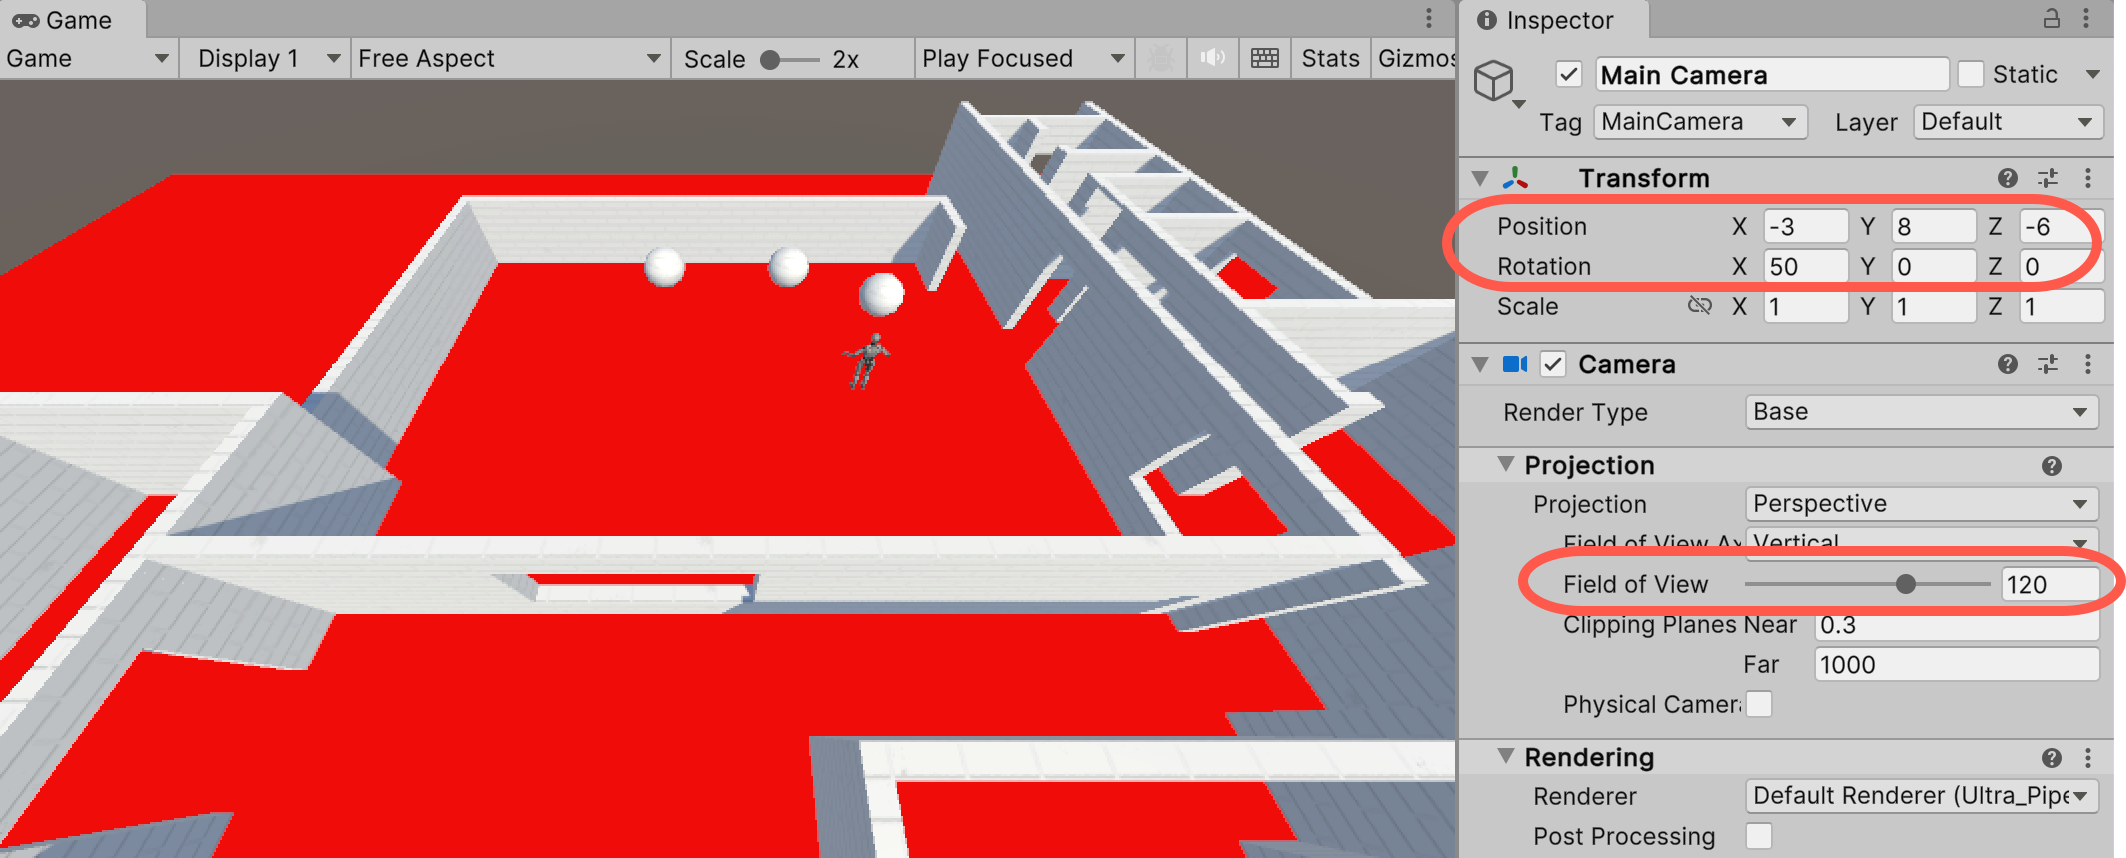 Game
Game Display 1 Free Aspect Scale 2x Play Focused Stats Gizmos
Inspector
Main Camera Static
Tag MainCamera Layer Default
Transform
Position X -3 Y 8 Z -6
Rotation X 50 Y 0 Z 0
Scale X 1 Y 1 Z 1
Camera
Render Type Base
Projection
Projection Perspective
Field of View Ax Vertical
Field of View 120
Clipping Planes Near 0.3
Far 1000
Physical Camera
Rendering
Renderer Default Renderer (Ultra_Pipe
Post Processing